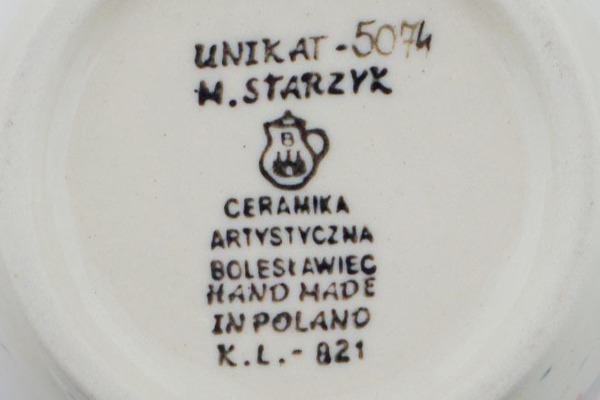 UNIKAT - 5074
M. STARZYK
B
CERAMIKA
ARTYSTYCZNA
BOLESŁAWIEC
HAND MADE
IN POLAND
K.L. - 821